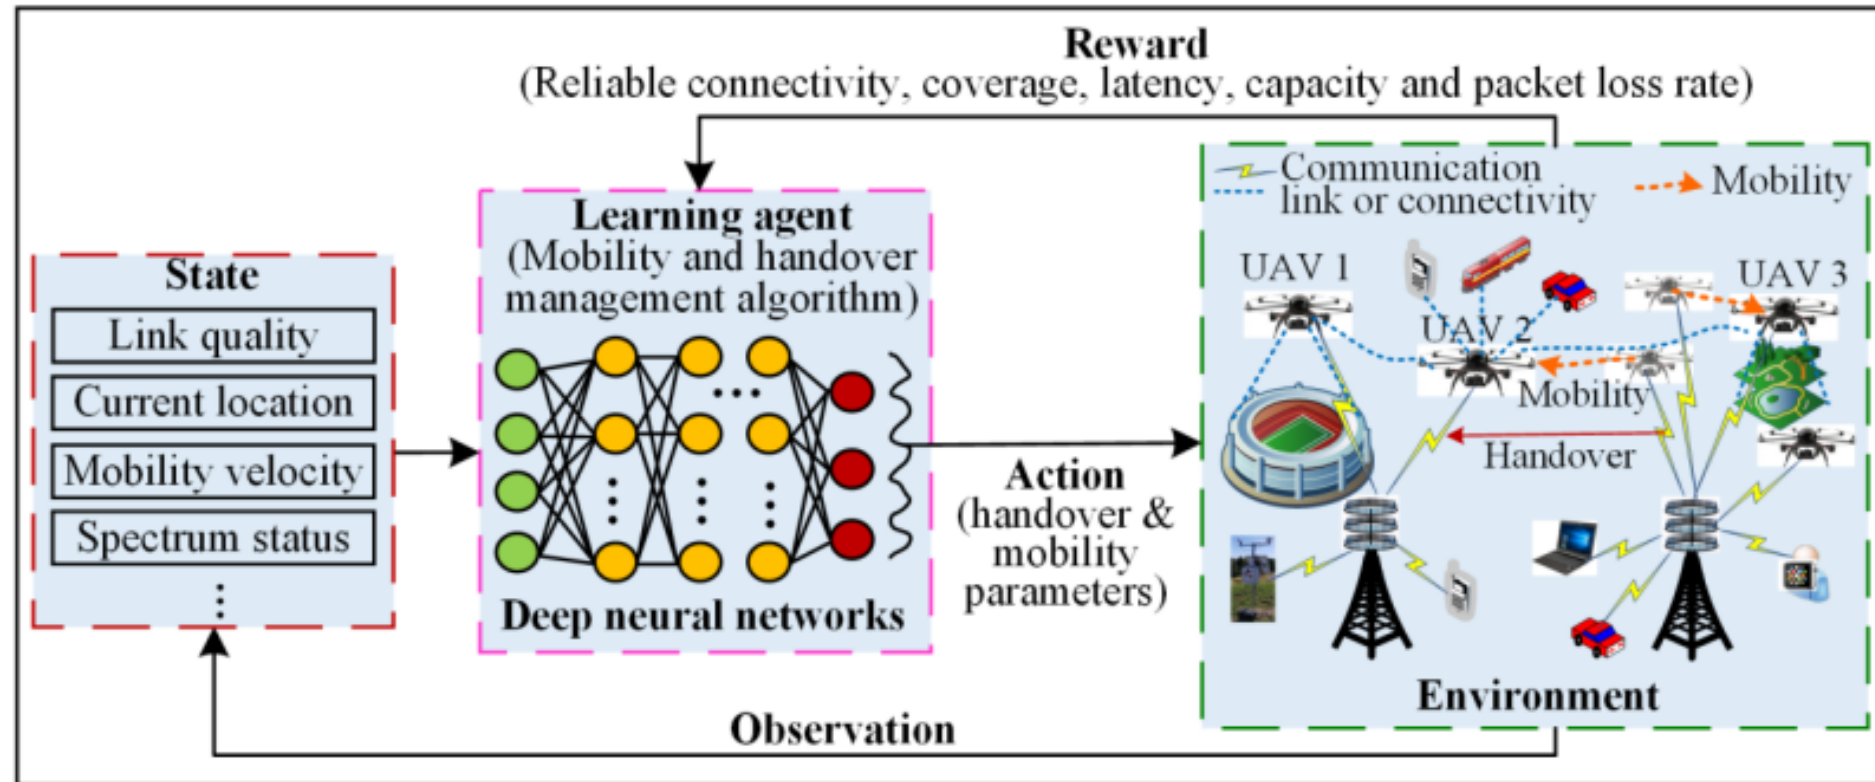 Reward
(Reliable connectivity, coverage, latency, capacity and packet loss rate)
State
Link quality
Current location
Mobility velocity
Spectrum status
Learning agent
(Mobility and handover
management algorithm)
Deep neural networks
Action
(handover &
mobility
parameters)
Communication
link or connectivity
Mobility
UAV 1
UAV 2
UAV 3
Mobility
Handover
Environment
Observation